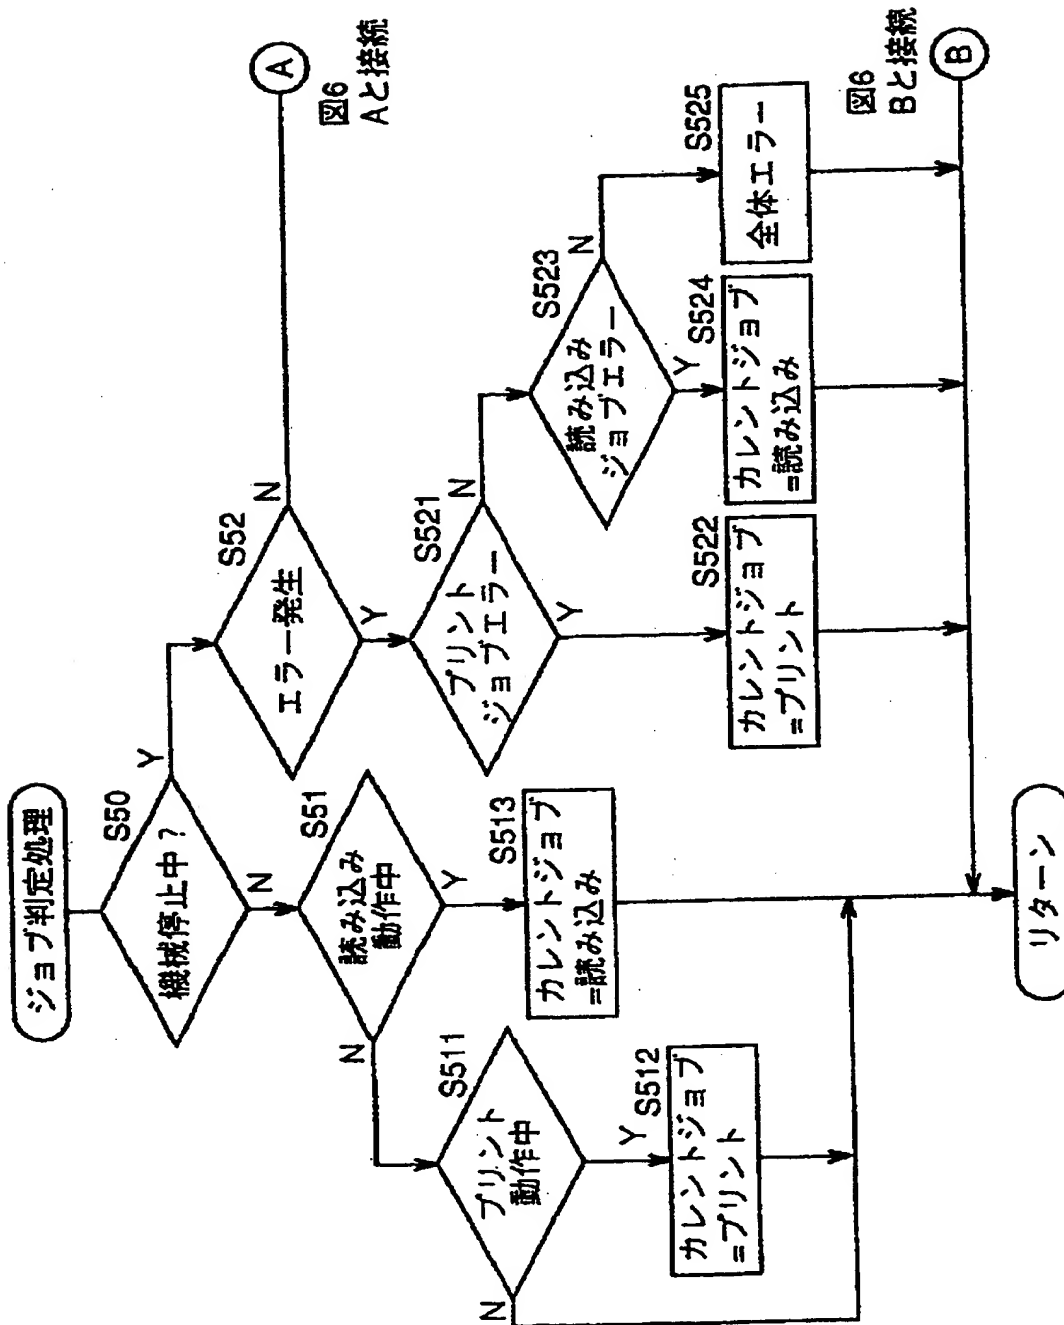 ジョブ判定処理
S50
機械停止中？
Y
N
S52
エラー発生
N
Y
A
図6
Aと接続
S51
読み込み
動作中
N
Y
S521
プリント
ジョブエラー
N
Y
S523
読み込み
ジョブエラー
N
Y
S511
プリント
動作中
N
Y
S513
カレントジョブ
=読み込み
S512
カレントジョブ
=プリント
S522
カレントジョブ
=プリント
S524
カレントジョブ
=読み込み
S525
全体エラー
図6
Bと接続
B
リターン